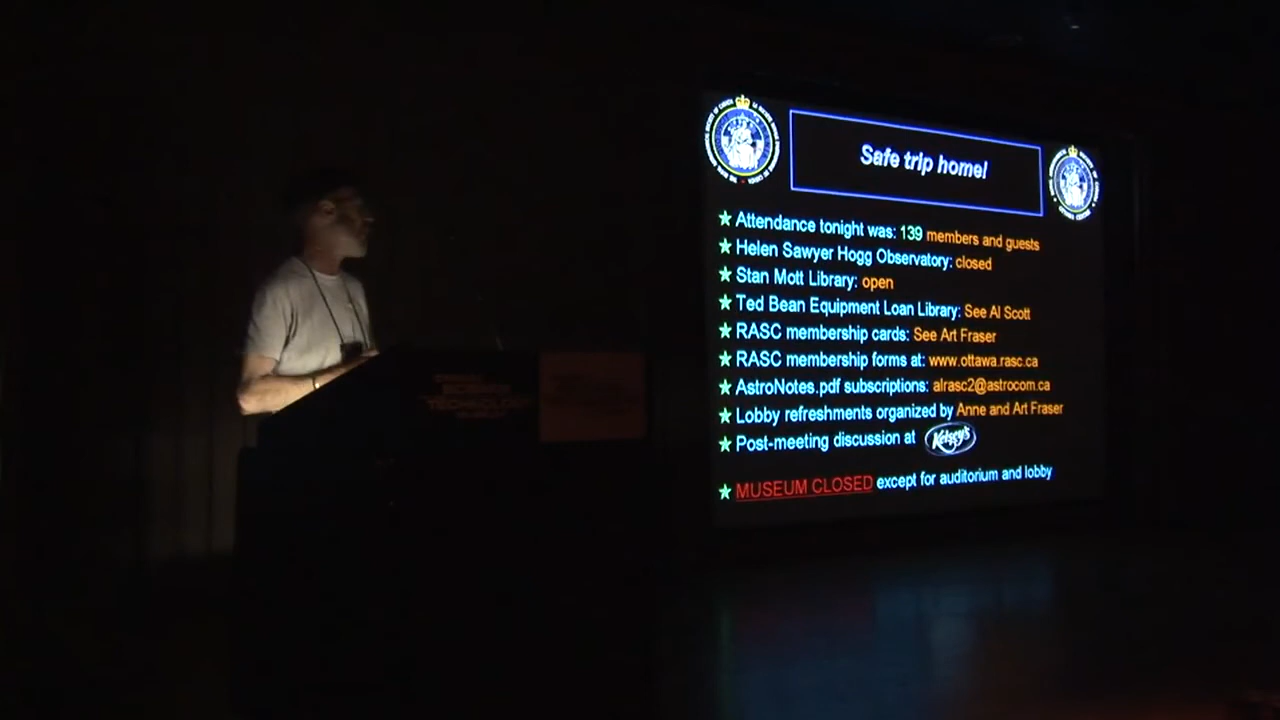 Safe trip home!
Attendance tonight was: 139 members and guests
Helen Sawyer Hogg Observatory: closed
Stan Mott Library: open
Ted Bean Equipment Loan Library: See Al Scott
RASC membership cards: See Art Fraser
RASC membership forms at: www.ottawa.rasc.ca
AstroNotes.pdf subscriptions: alrasc2@astrocom.ca
Lobby refreshments organized by Anne and Art Fraser
Post-meeting discussion at Kelsey's
MUSEUM CLOSED except for auditorium and lobby